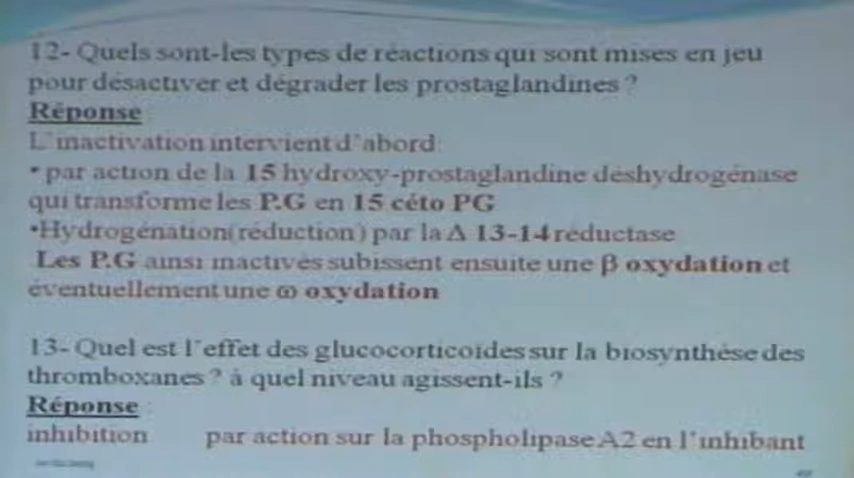 12- Quels sont-les types de réactions qui sont mises en jeu
pour désactiver et dégrader les prostaglandines ?
Réponse
L'inactivation intervient d'abord:
• par action de la 15 hydroxy-prostaglandine déshydrogénase
qui transforme les P.G en 15 céto PG
•Hydrogénation(réduction) par la Δ 13-14 réductase
Les P.G ainsi inactivés subissent ensuite une β oxydation et
éventuellement une ω oxydation
13- Quel est l'effet des glucocorticoïdes sur la biosynthèse des
thromboxanes ? à quel niveau agissent-ils ?
Réponse :
inhibition par action sur la phospholipase A2 en l'inhibant